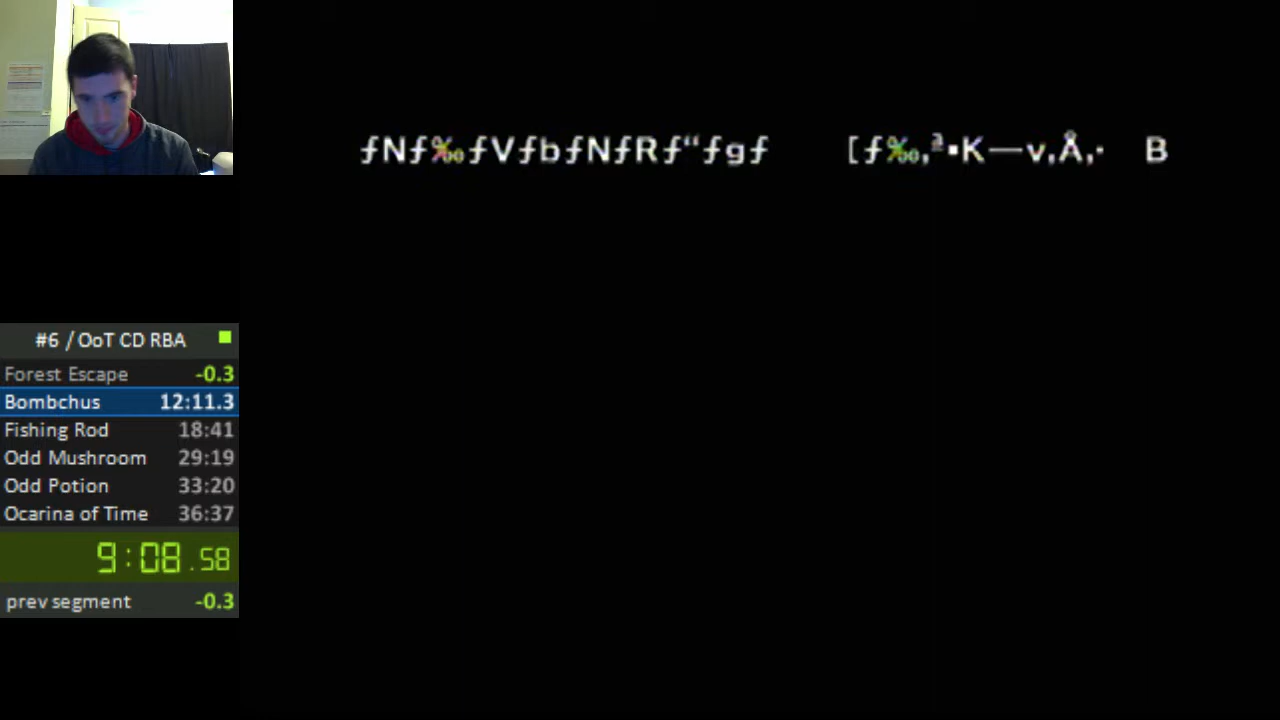 ƒNƒ‰ƒVƒbƒNƒRƒ“ƒgƒ [ƒ‰‚ª•K—v‚Å‚· B
#6 / OoT CD RBA
Forest Escape -0.3
Bombchus 12:11.3
Fishing Rod 18:41
Odd Mushroom 29:19
Odd Potion 33:20
Ocarina of Time 36:37
9:08.58
prev segment -0.3